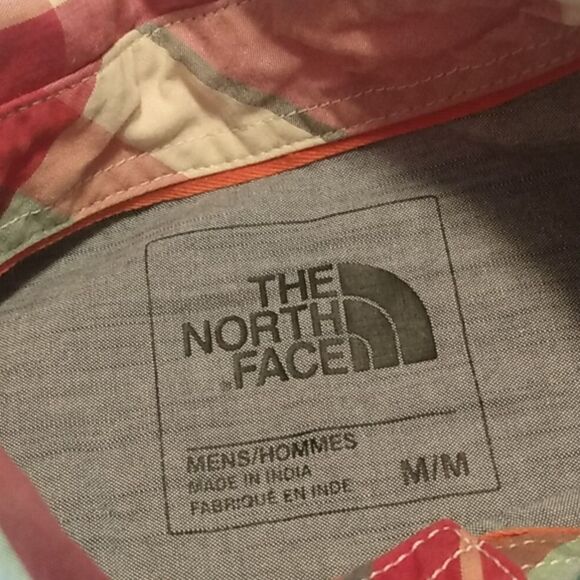 THE
NORTH
FACE
MENS/HOMMES
MADE IN INDIA
FABRIQUÉ EN INDE
M/M